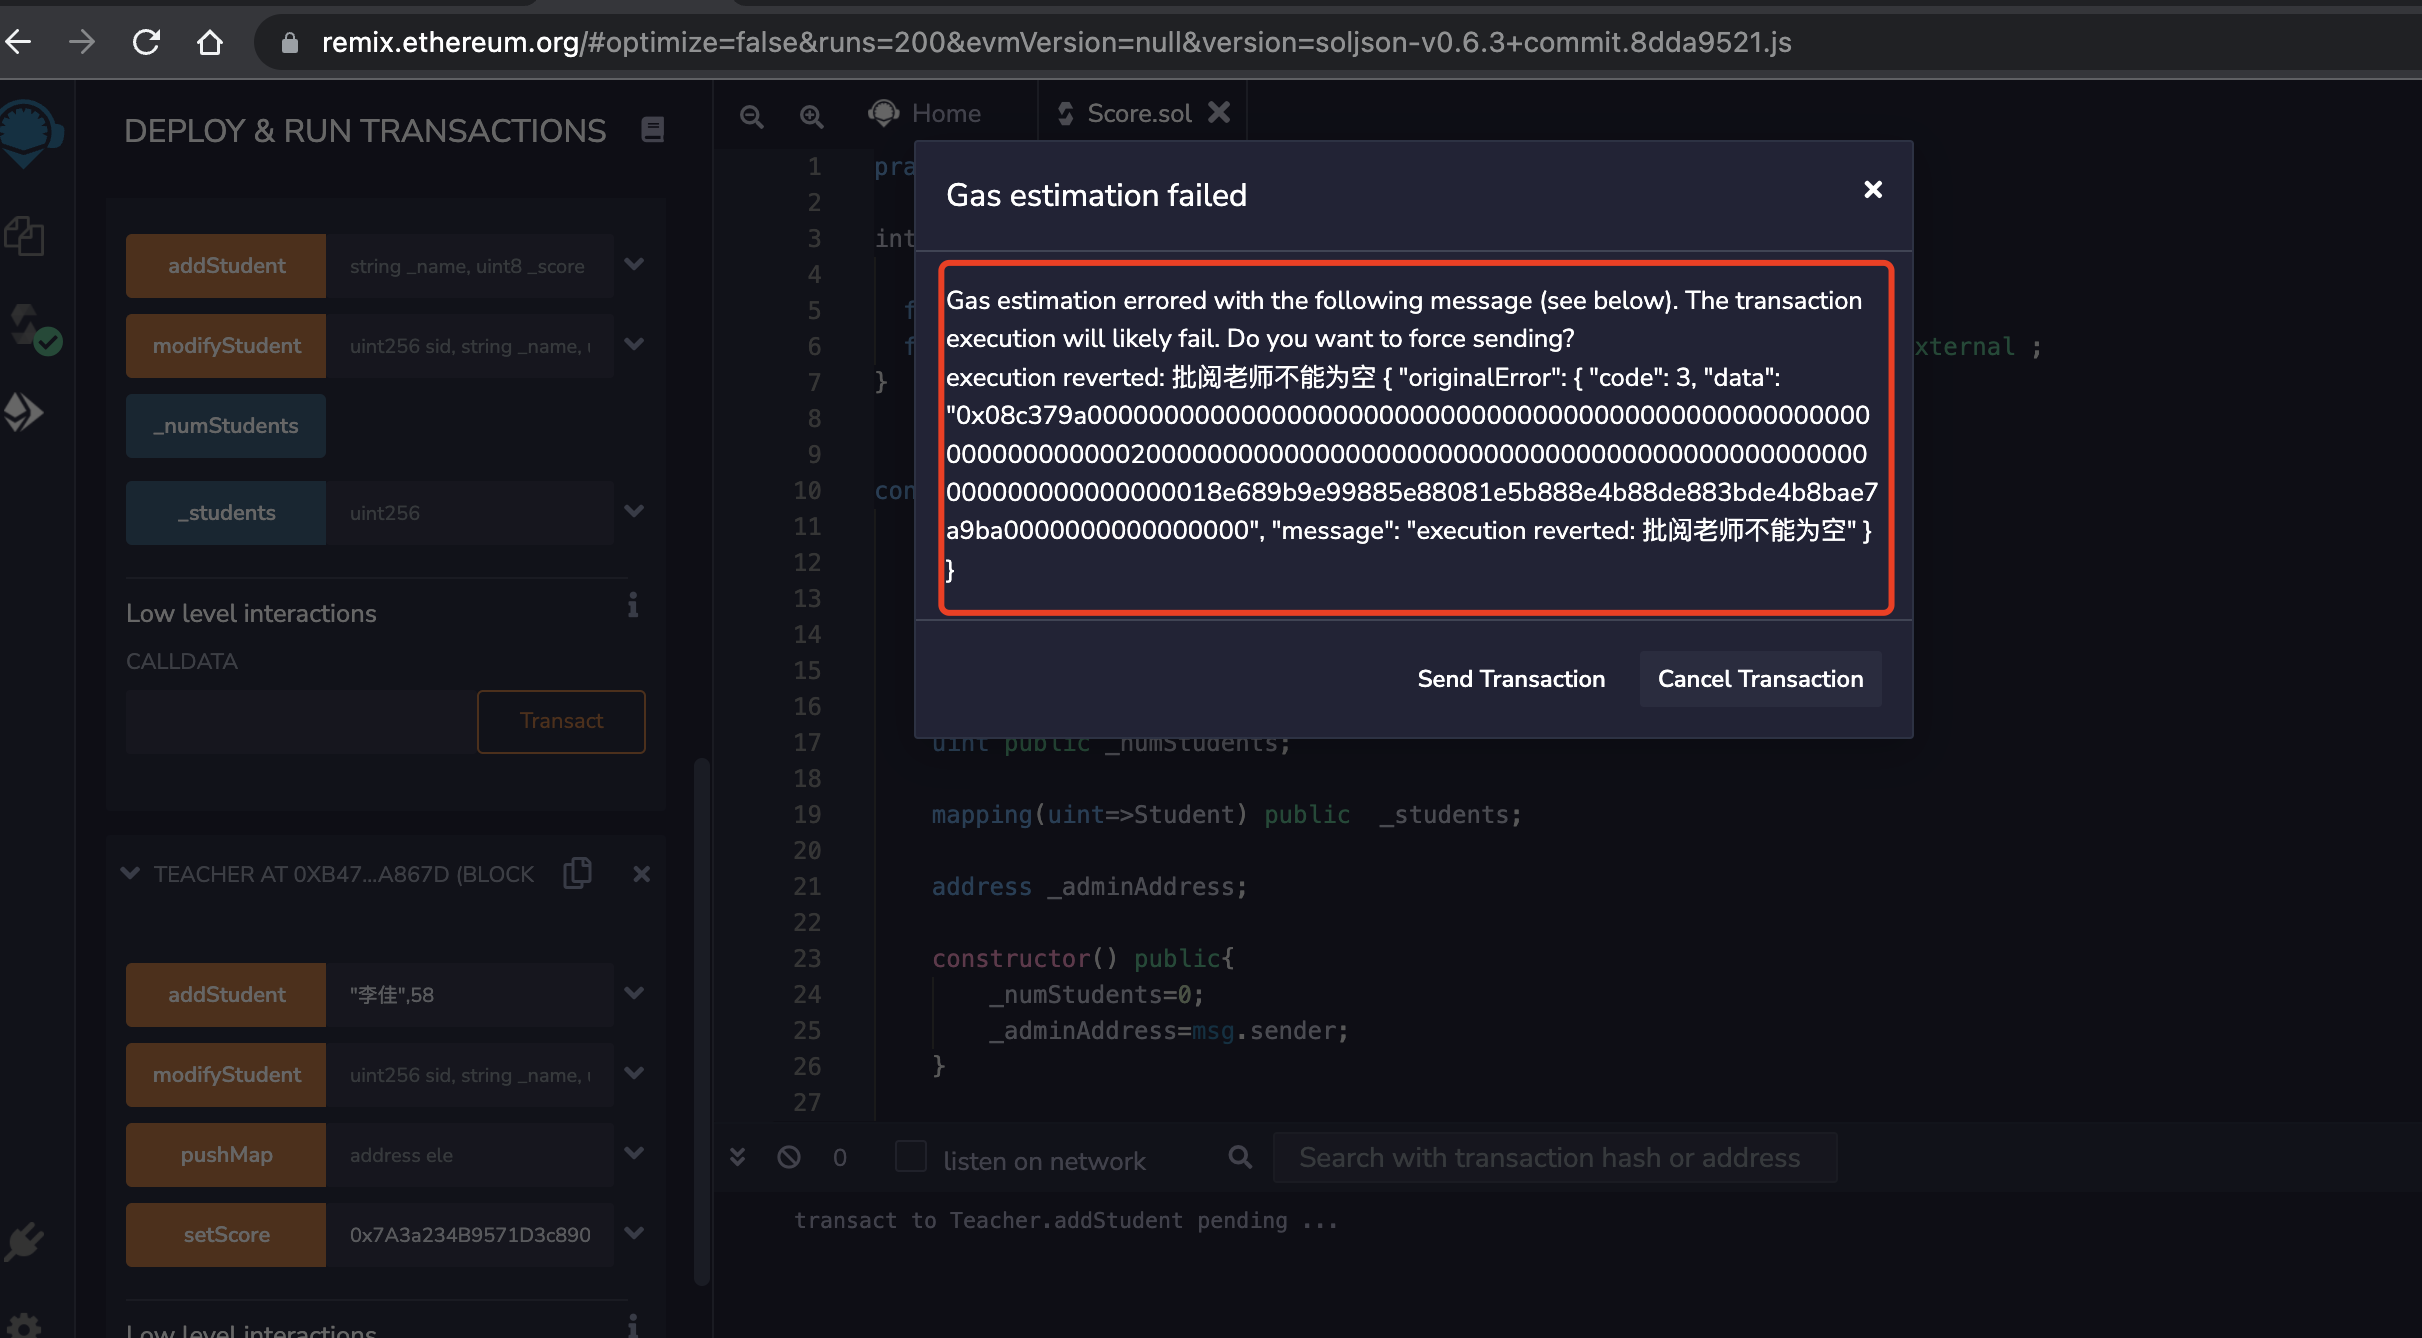 remix.ethereum.org/#optimize=false&runs=200&evmVersion=null&version=soljson-v0.6.3+commit.8dda9521.js
DEPLOY & RUN TRANSACTIONS
addStudent string _name, uint8 _score
modifyStudent uint256 sid, string _name, u
_numStudents
_students uint256
Low level interactions
CALLDATA
Transact
TEACHER AT 0XB47...A867D (BLOCK
addStudent "李佳",58
modifyStudent uint256 sid, string _name, u
pushMap address ele
setScore 0x7A3a234B9571D3c890
Low level interactions
Home
Score.sol
1 pra
2
3 int
4
5 f
6 f xternal ;
7 }
8
9
10 con
11
12
13
14
15
16
17 uint public _numStudents;
18
19 mapping(uint=>Student) public _students;
20
21 address _adminAddress;
22
23 constructor() public{
24 _numStudents=0;
25 _adminAddress=msg.sender;
26 }
27
Gas estimation failed
Gas estimation errored with the following message (see below). The transaction
execution will likely fail. Do you want to force sending?
execution reverted: 批阅老师不能为空 { "originalError": { "code": 3, "data":
"0x08c379a00000000000000000000000000000000000000000000000000
000000000000200000000000000000000000000000000000000000000000
0000000000000000018e689b9e99885e88081e5b888e4b88de883bde4b8bae7
a9ba0000000000000000", "message": "execution reverted: 批阅老师不能为空" }
}
Send Transaction
Cancel Transaction
0
listen on network
Search with transaction hash or address
transact to Teacher.addStudent pending ...